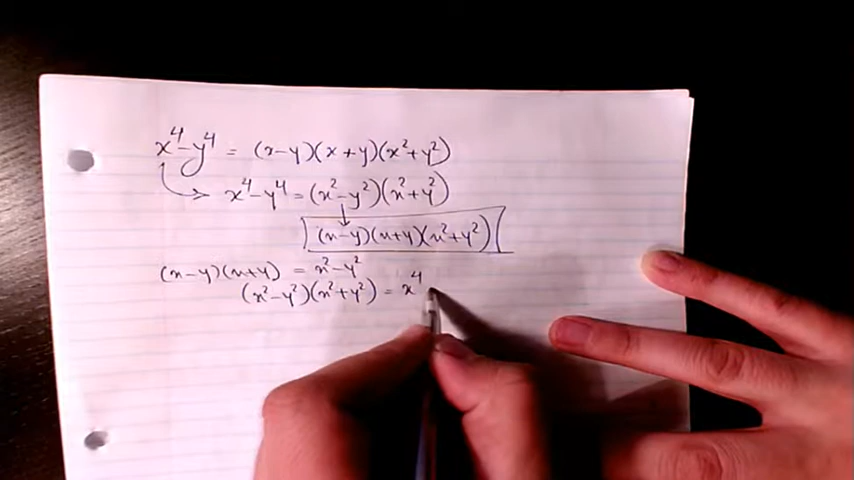 x⁴-y⁴ = (x-y)(x+y)(x²+y²)
x⁴-y⁴ = (x²-y²)(x²+y²)
(x-y)(x+y)(x²+y²)
(x-y)(x+y) = x²-y²
(x²-y²)(x²+y²) = x⁴